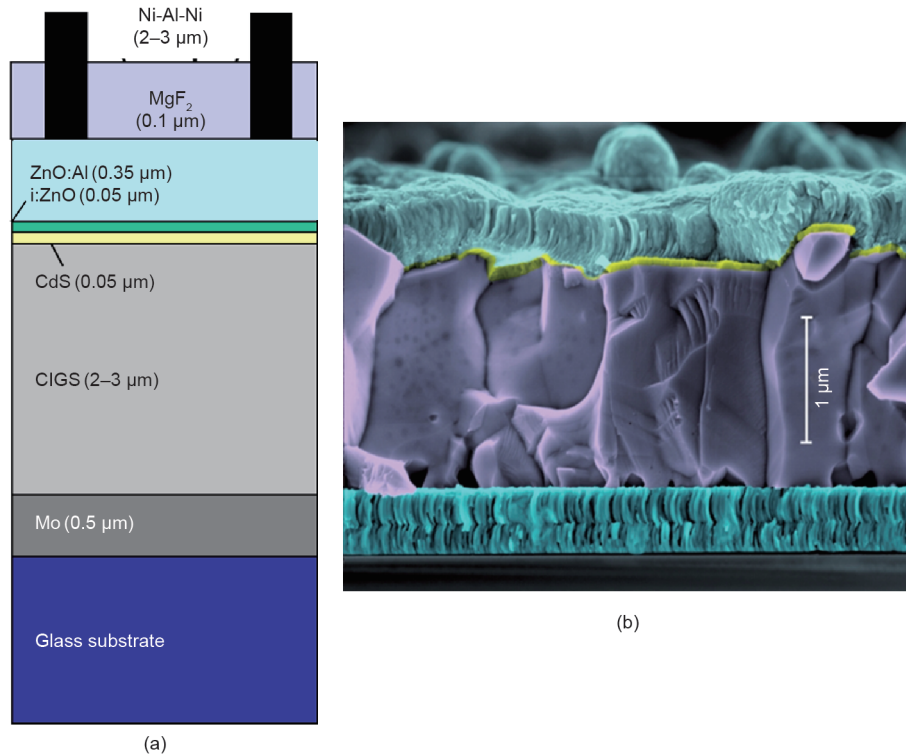 Ni-Al-Ni
(2–3 µm)
MgF₂
(0.1 µm)
ZnO:Al (0.35 µm)
i:ZnO (0.05 µm)
CdS (0.05 µm)
CIGS (2–3 µm)
Mo (0.5 µm)
Glass substrate
(a)
1 µm
(b)